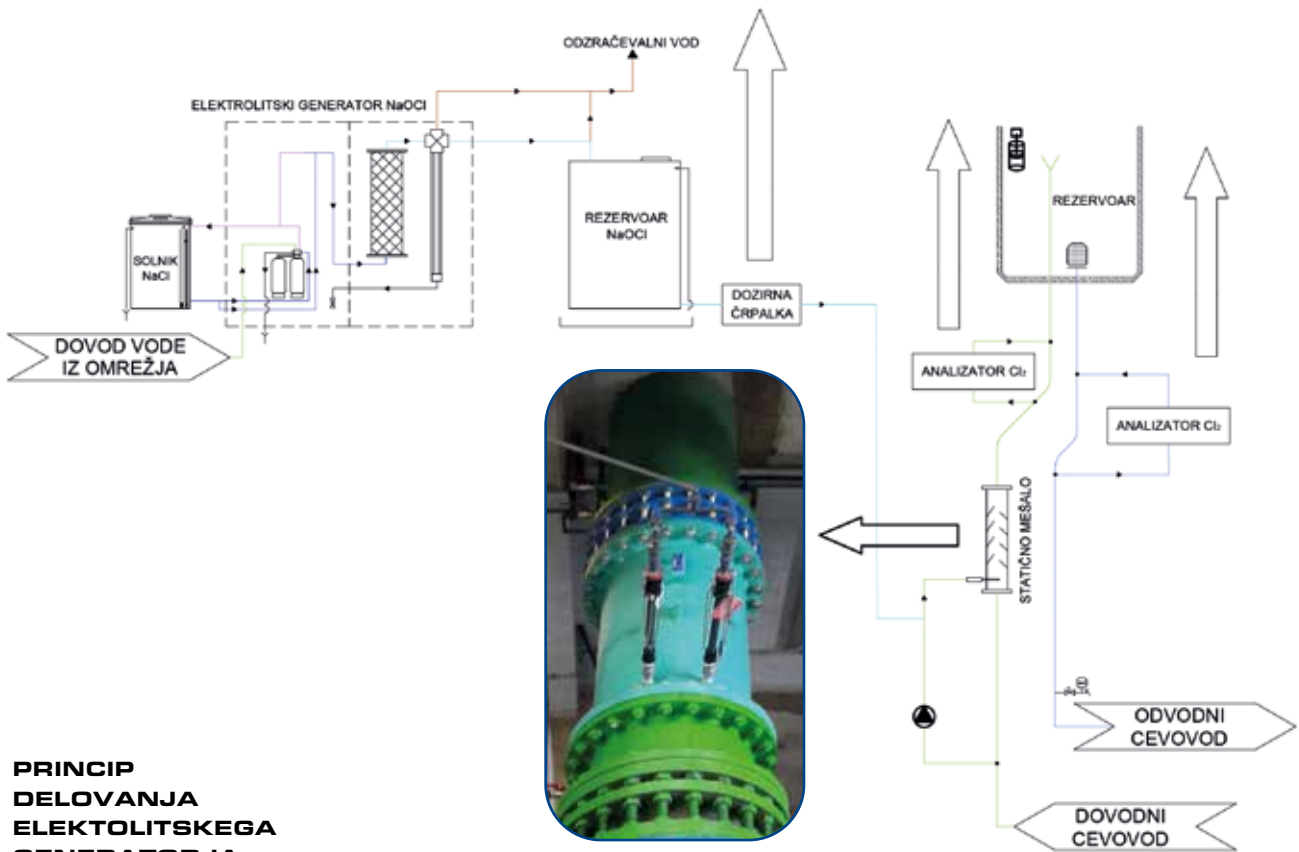 ODZRAČEVALNI VOD
ELEKTROLITSKI GENERATOR NaOCl
SOLNIK
NaCl
REZERVOAR
NaOCl
DOZIRNA
ČRPALKA
REZERVOAR
DOVOD VODE
IZ OMREŽJA
ANALIZATOR Cl₂
ANALIZATOR Cl₂
STATIČNO MEŠALO
ODVODNI
CEVOVOD
DOVODNI
CEVOVOD
PRINCIP
DELOVANJA
ELEKTOLITSKEGA